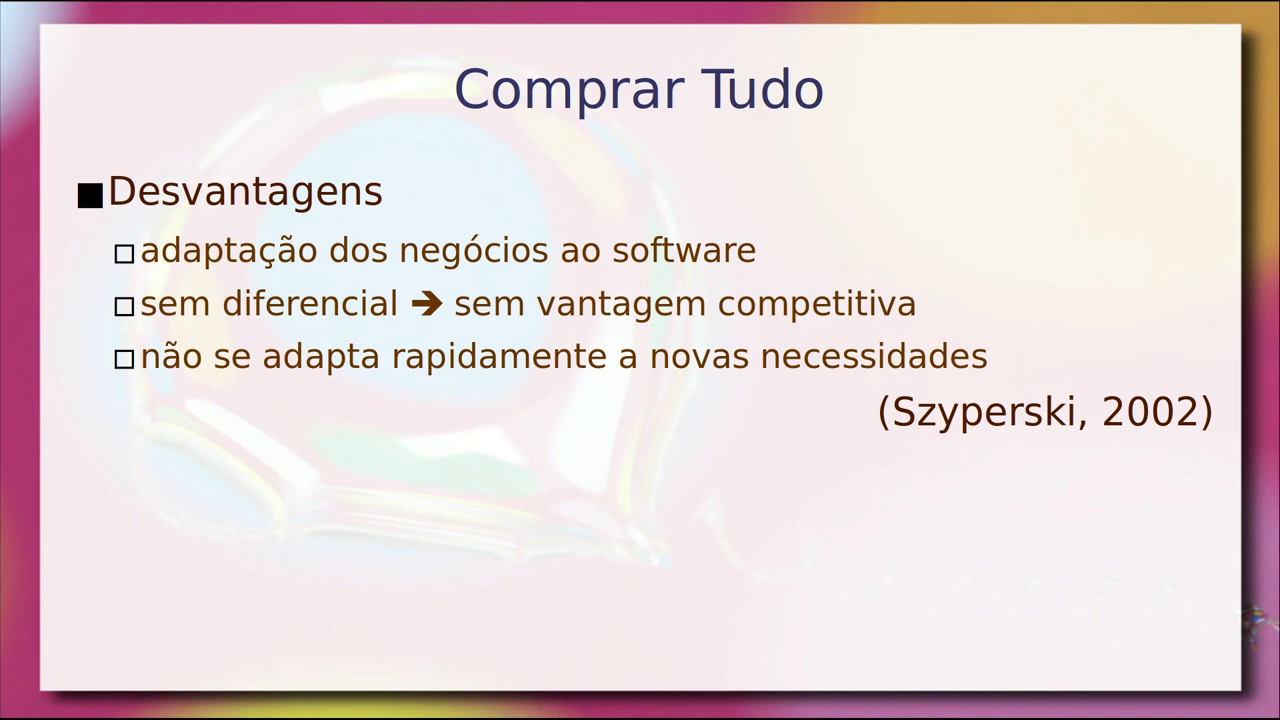 Comprar Tudo
Desvantagens
adaptação dos negócios ao software
sem diferencial ➔ sem vantagem competitiva
não se adapta rapidamente a novas necessidades
(Szyperski, 2002)